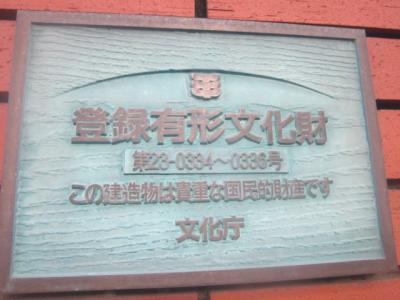 登録有形文化財
第23-0334~0336号
この建造物は貴重な国民的財産です
文化庁